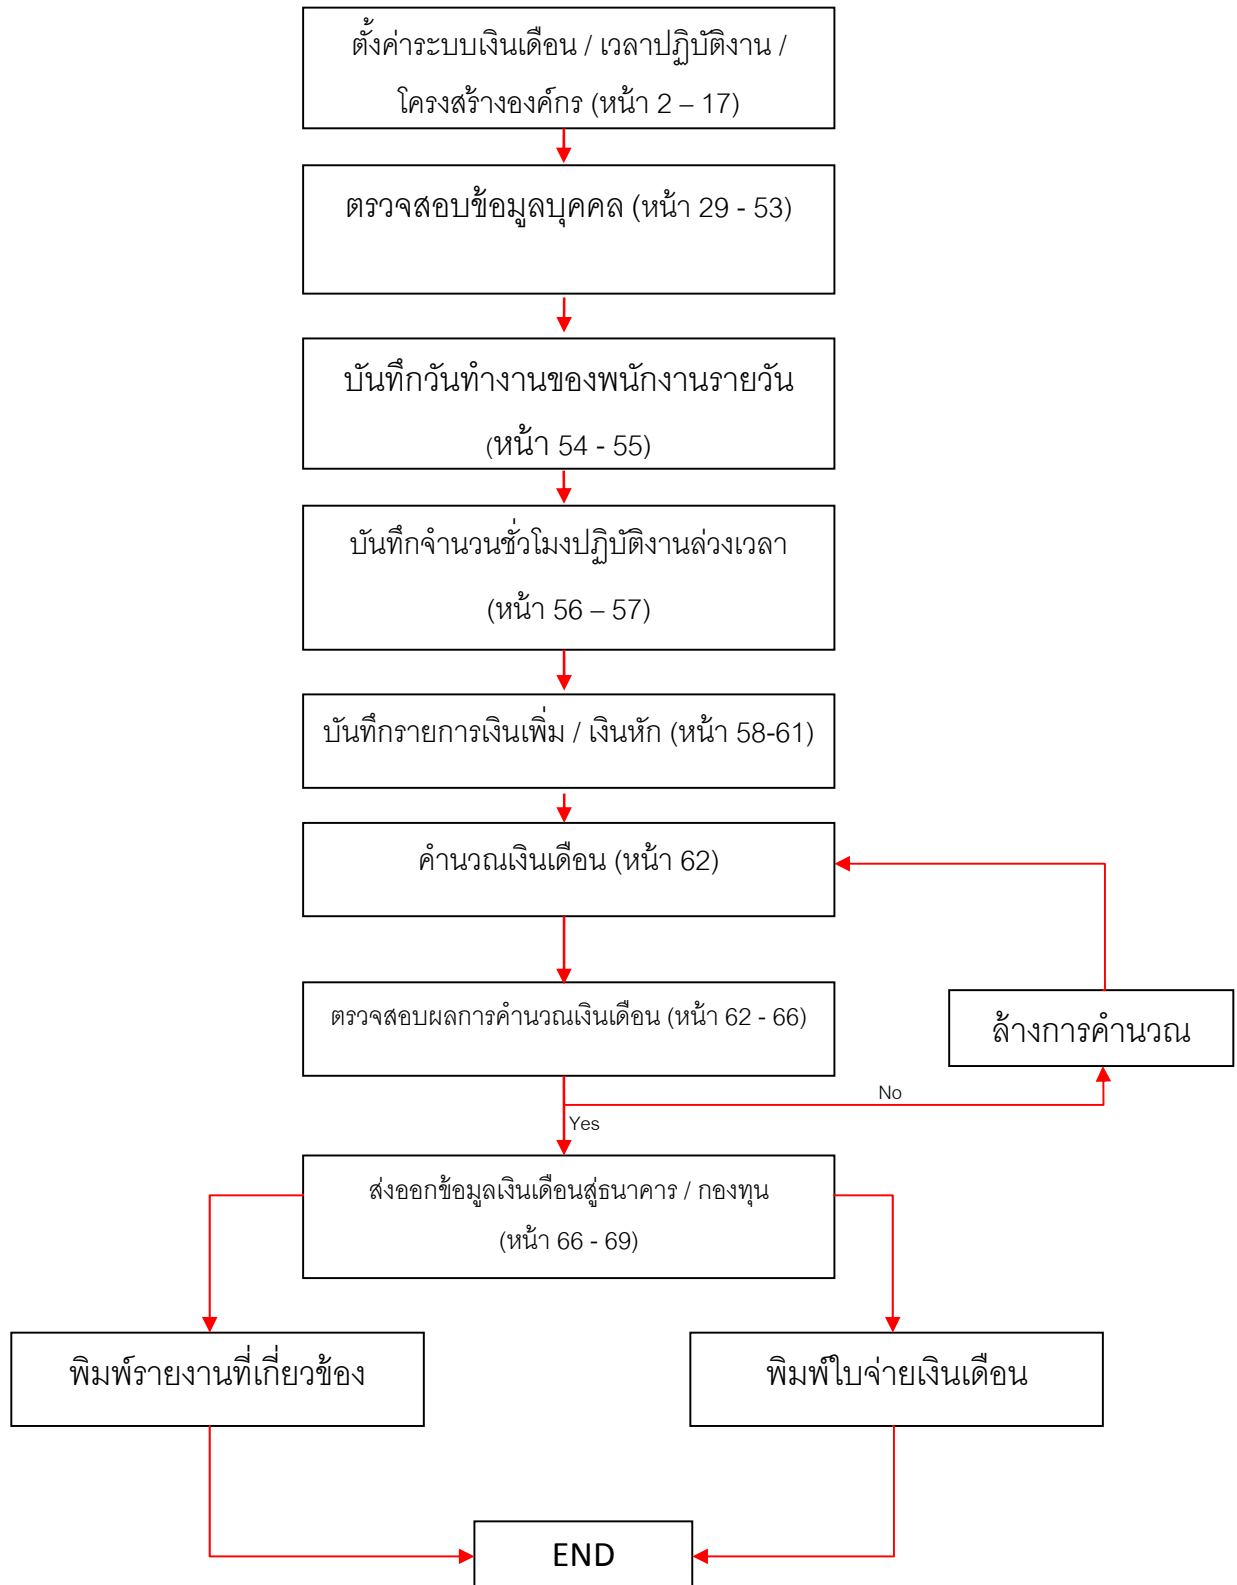 ตั้งค่าระบบเงินเดือน / เวลาปฏิบัติงาน /
โครงสร้างองค์กร (หน้า 2 – 17)
ตรวจสอบข้อมูลบุคคล (หน้า 29 - 53)
บันทึกวันทำงานของพนักงานรายวัน
(หน้า 54 - 55)
บันทึกจำนวนชั่วโมงปฏิบัติงานล่วงเวลา
(หน้า 56 – 57)
บันทึกรายการเงินเพิ่ม / เงินหัก (หน้า 58-61)
คำนวณเงินเดือน (หน้า 62)
ตรวจสอบผลการคำนวณเงินเดือน (หน้า 62 - 66)
ล้างการคำนวณ
No
Yes
ส่งออกข้อมูลเงินเดือนสู่ธนาคาร / กองทุน
(หน้า 66 - 69)
พิมพ์รายงานที่เกี่ยวข้อง
พิมพ์ใบจ่ายเงินเดือน
END